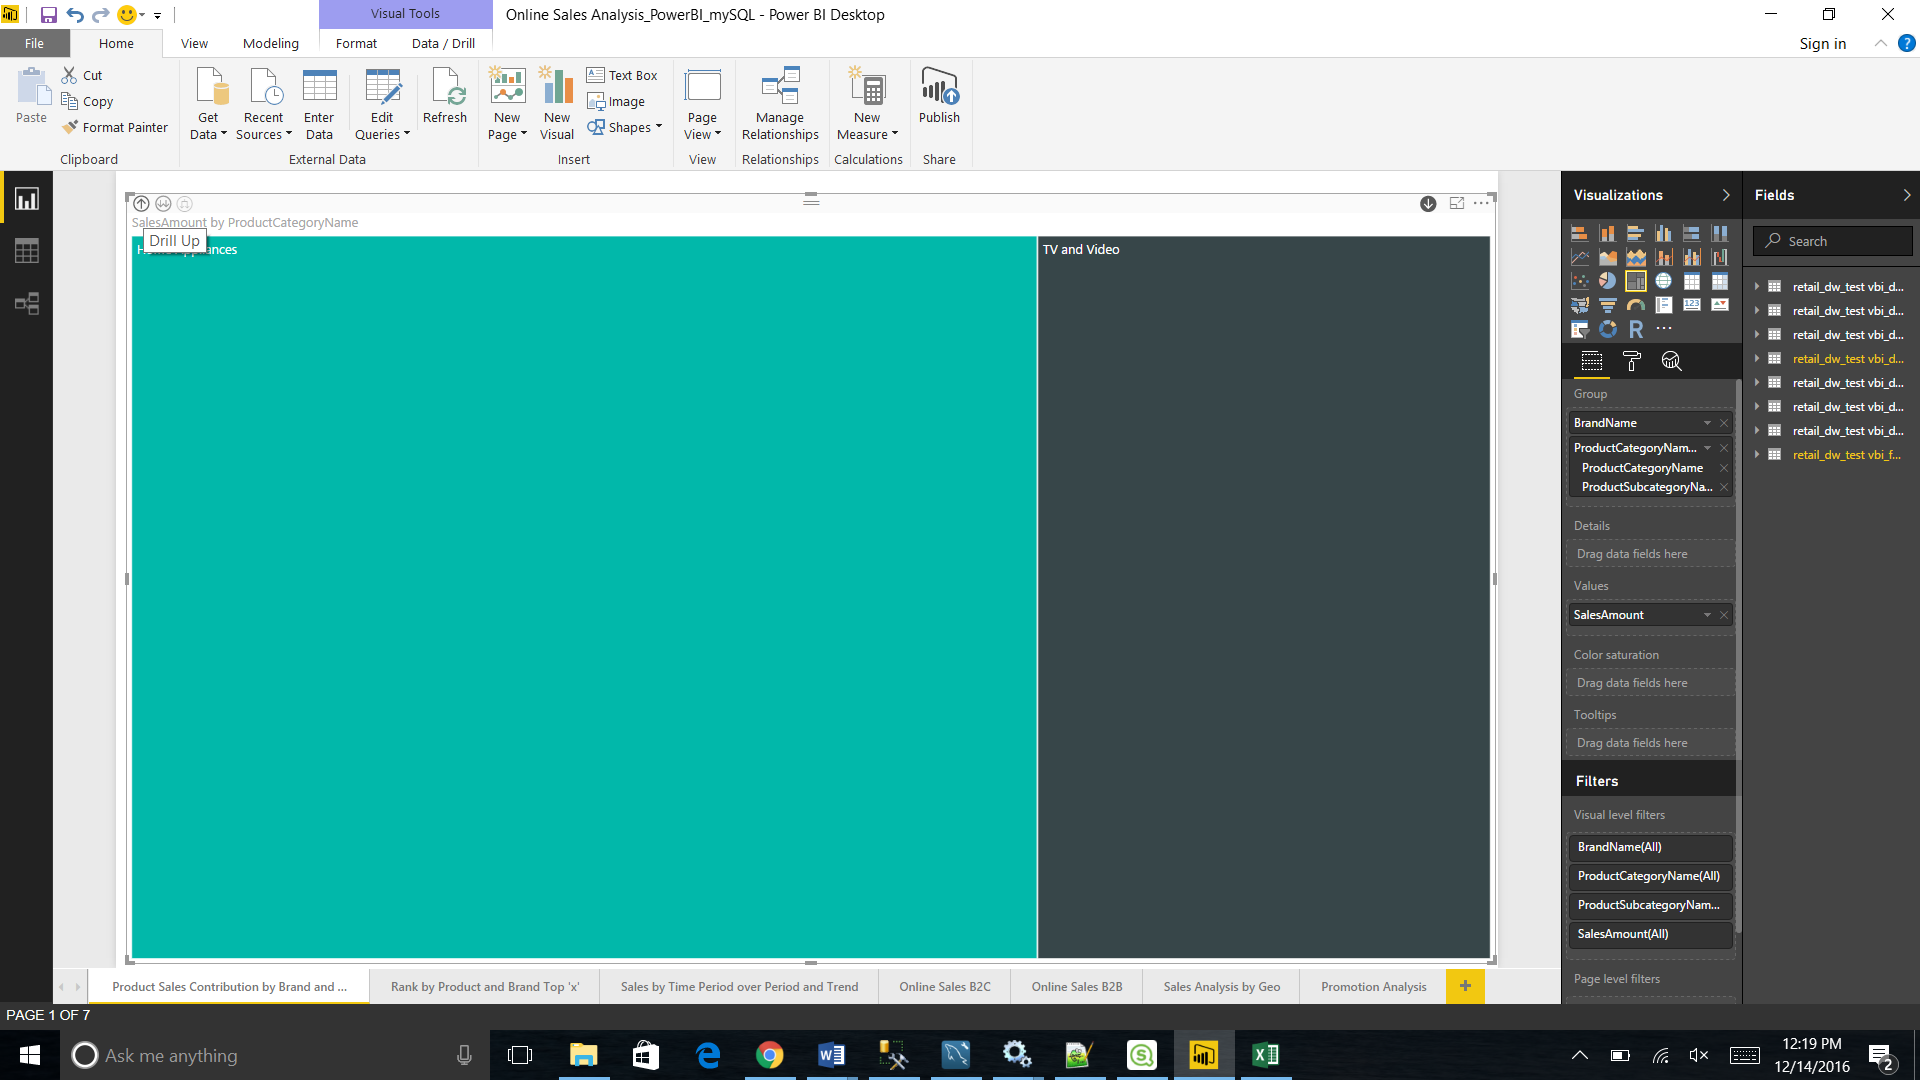 Visual Tools
Online Sales Analysis_PowerBI_mySQL - Power BI Desktop
File
Home
View
Modeling
Format
Data / Drill
Sign in
?
Paste
Cut
Copy
Format Painter
Clipboard
Get Data
Recent Sources
Enter Data
Edit Queries
Refresh
External Data
New Page
New Visual
Text Box
Image
Shapes
Insert
Page View
View
Manage Relationships
Relationships
New Measure
Calculations
Publish
Share
SalesAmount by ProductCategoryName
Drill Up
TV and Video
Visualizations
Fields
Search
123
R
retail_dw_test vbi_d...
retail_dw_test vbi_d...
retail_dw_test vbi_d...
retail_dw_test vbi_d...
retail_dw_test vbi_d...
retail_dw_test vbi_d...
retail_dw_test vbi_d...
retail_dw_test vbi_f...
Group
BrandName
ProductCategoryNam...
ProductCategoryName
ProductSubcategoryNa...
Details
Drag data fields here
Values
SalesAmount
Color saturation
Drag data fields here
Tooltips
Drag data fields here
Filters
Visual level filters
BrandName(All)
ProductCategoryName(All)
ProductSubcategoryNam...
SalesAmount(All)
Page level filters
Product Sales Contribution by Brand and ...
Rank by Product and Brand Top 'x'
Sales by Time Period over Period and Trend
Online Sales B2C
Online Sales B2B
Sales Analysis by Geo
Promotion Analysis
+
PAGE 1 OF 7
Ask me anything
12:19 PM
12/14/2016
2